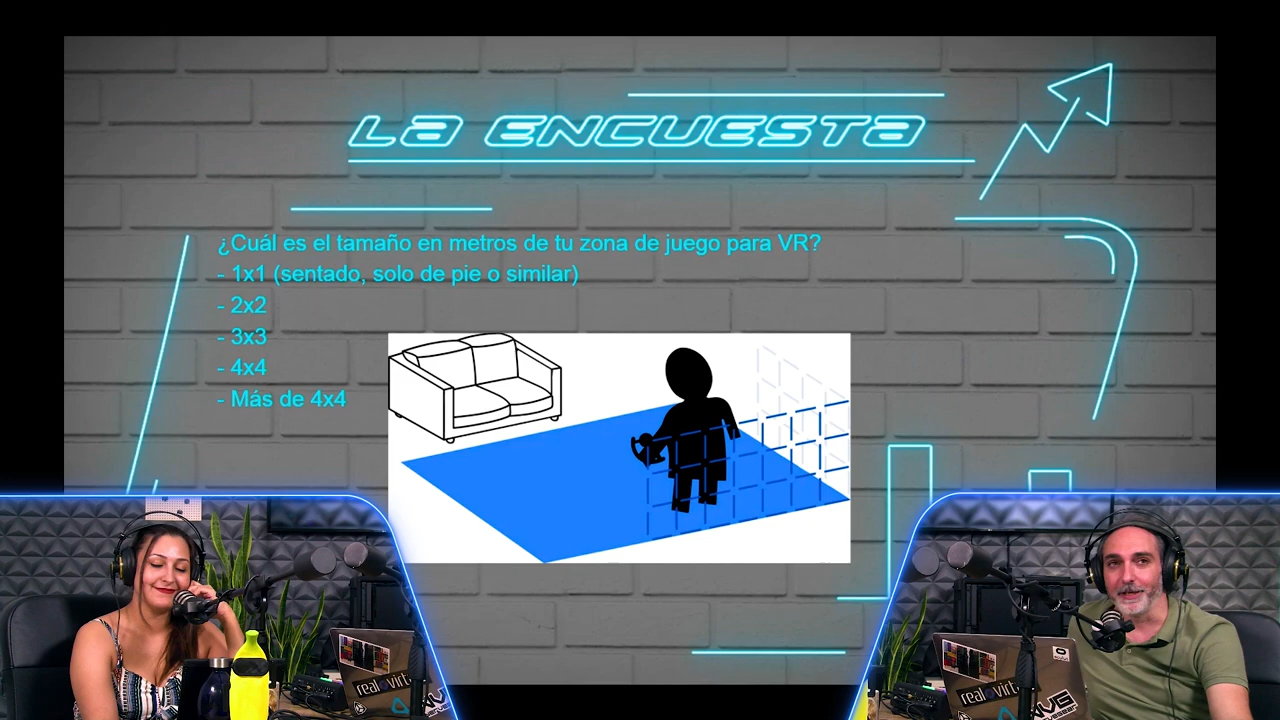 La ENCUESTa
¿Cuál es el tamaño en metros de tu zona de juego para VR?
- 1x1 (sentado, solo de pie o similar)
- 2x2
- 3x3
- 4x4
- Más de 4x4